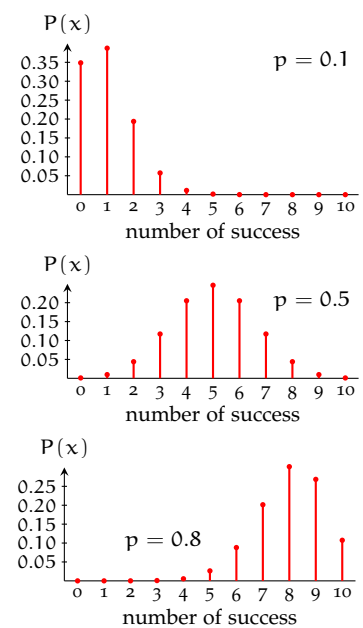 P(x)
p = 0.1
0.35
0.30
0.25
0.20
0.15
0.10
0.05
0 1 2 3 4 5 6 7 8 9 10
number of success
P(x)
p = 0.5
0.20
0.15
0.10
0.05
0 1 2 3 4 5 6 7 8 9 10
number of success
P(x)
0.25
0.20
0.15
0.10
p = 0.8
0.05
0 1 2 3 4 5 6 7 8 9 10
number of success